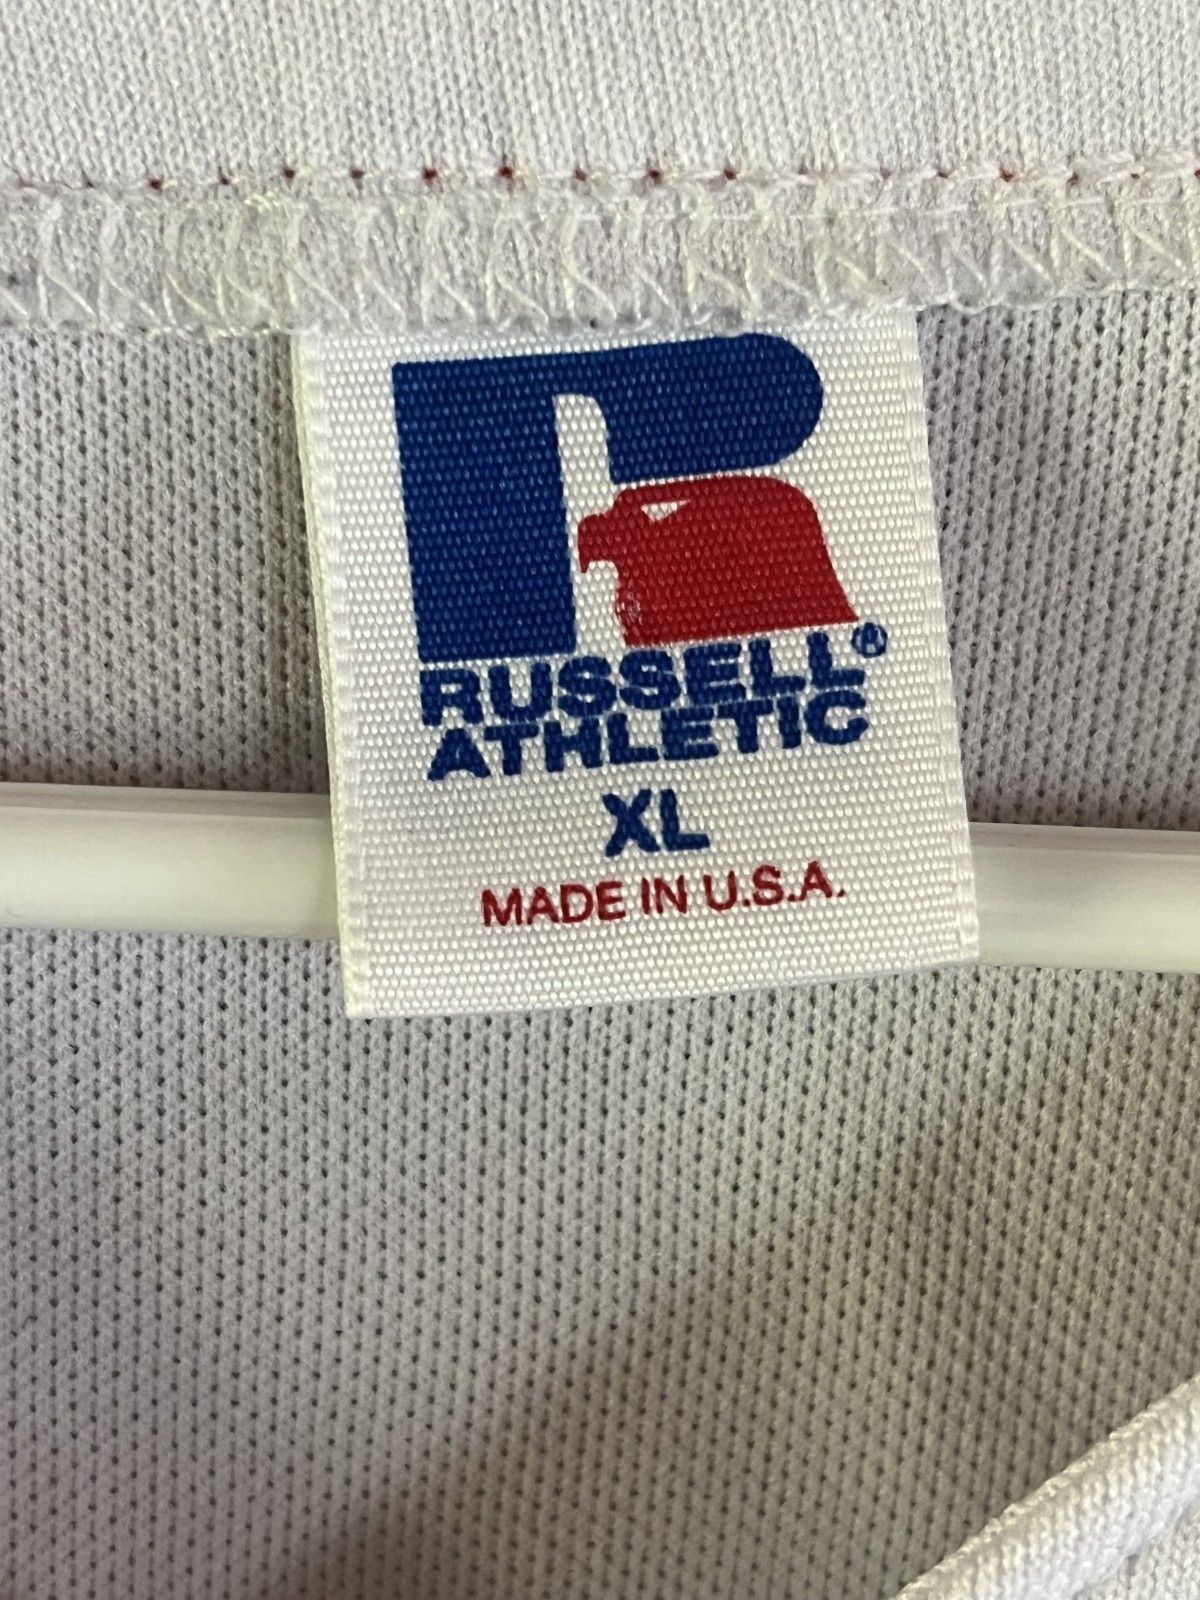 RUSSELL®
ATHLETIC
XL
MADE IN U.S.A.